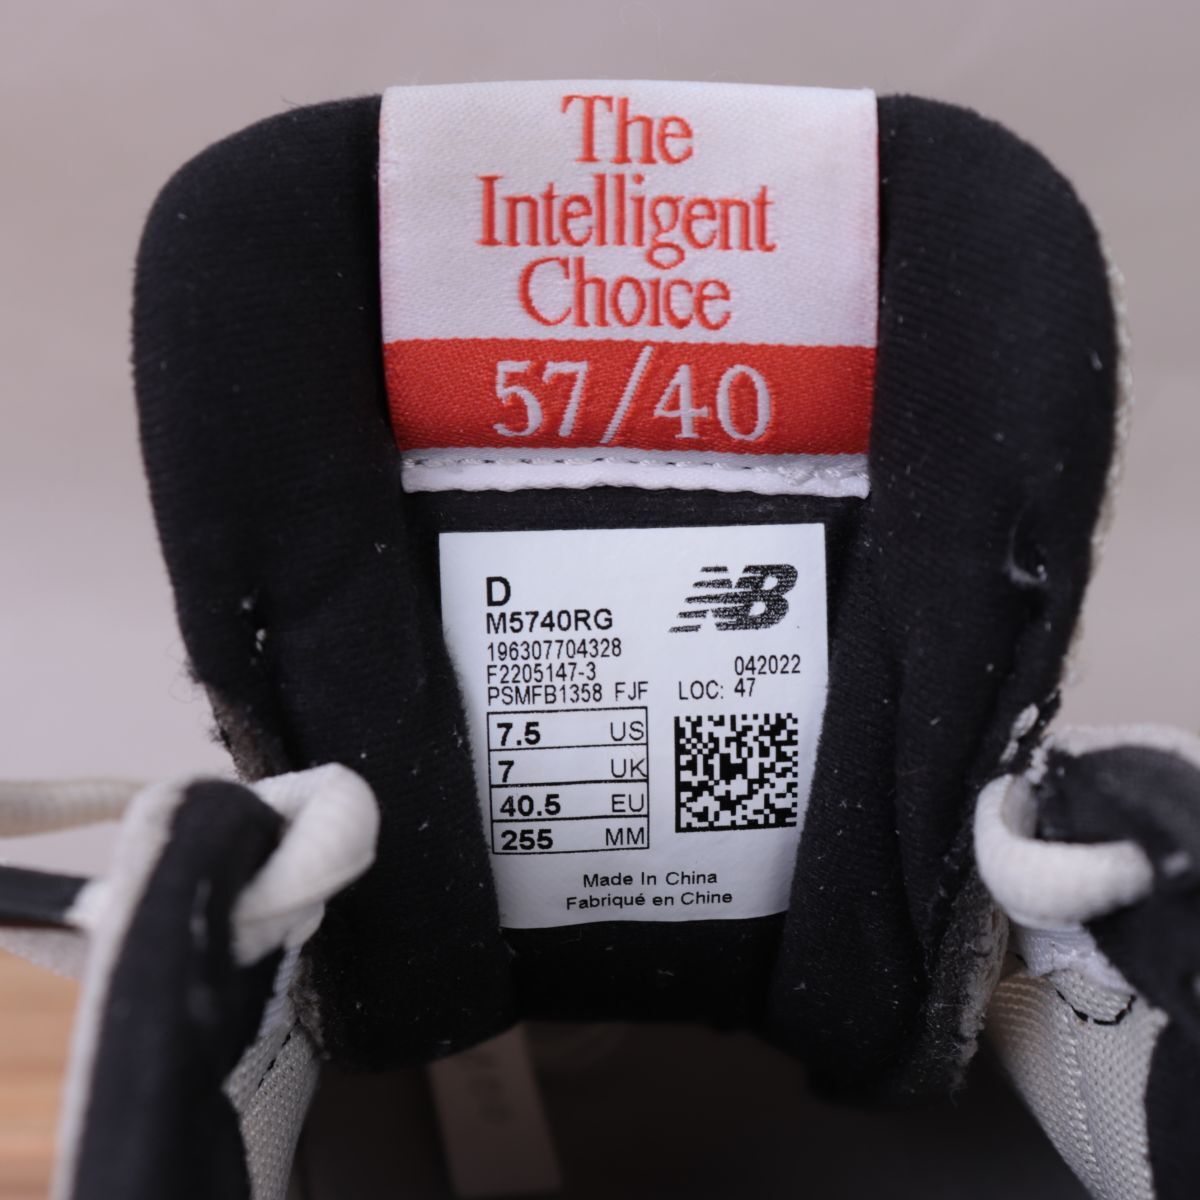 The
Intelligent
Choice
57/40
D
NB
M5740RG
196307704328
F2205147-3
042022
PSMFB1358 FJF LOC: 47
7.5 US
7 UK
40.5 EU
255 MM
Made In China
Fabriqué en Chine